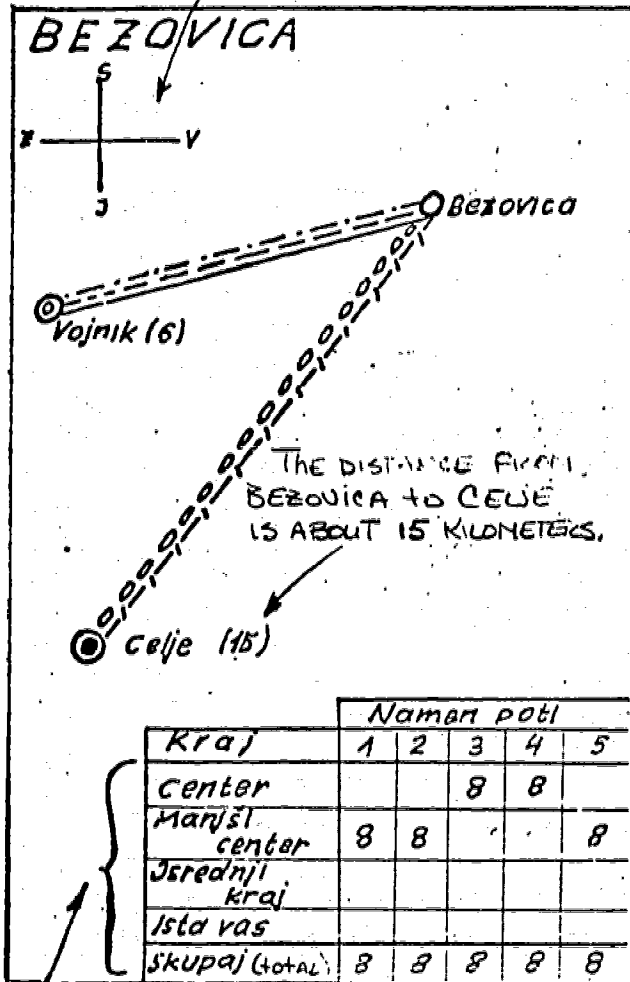 BEZOVICA
S
Z V
J
Bezovica
Vojnik (6)
THE DISTANCE FROM
BEZOVICA to CELJE
IS ABOUT 15 KILOMETERS.
Celje (15)
Namen poti
Kraj 1 2 3 4 5
center 8 8
Manjši
center 8 8 8
Osrednji
kraj
Ista vas
Skupaj (TOTAL) 8 8 8 8 8